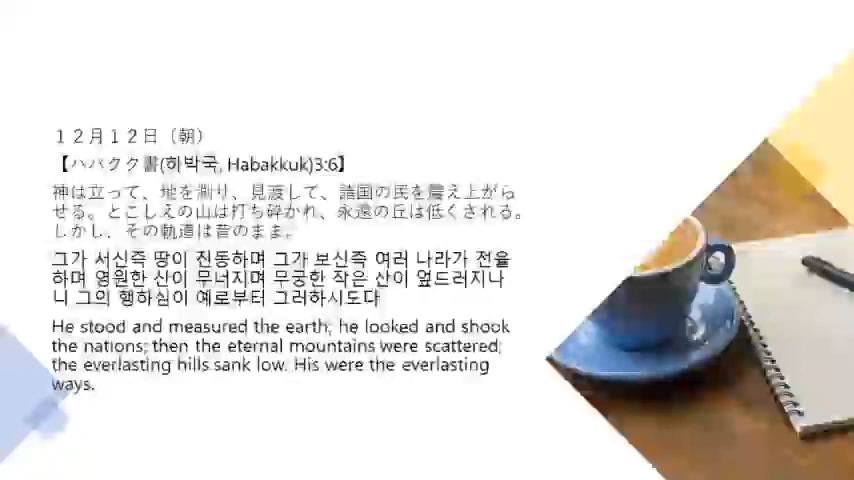 12月12日（朝）
【ハバクク書(하박국, Habakkuk)3:6】
神は立って、地を測り、見渡して、諸国の民を震え上がら
せる。とこしえの山は打ち砕かれ、永遠の丘は低くされる。
しかし、その軌道は昔のまま。
그가 서신즉 땅이 진동하며 그가 보신즉 여러 나라가 전율
하며 영원한 산이 무너지며 무궁한 작은 산이 엎드러지나
니 그의 행하심이 예로부터 그러하시도다
He stood and measured the earth; he looked and shook
the nations; then the eternal mountains were scattered;
the everlasting hills sank low. His were the everlasting
ways.